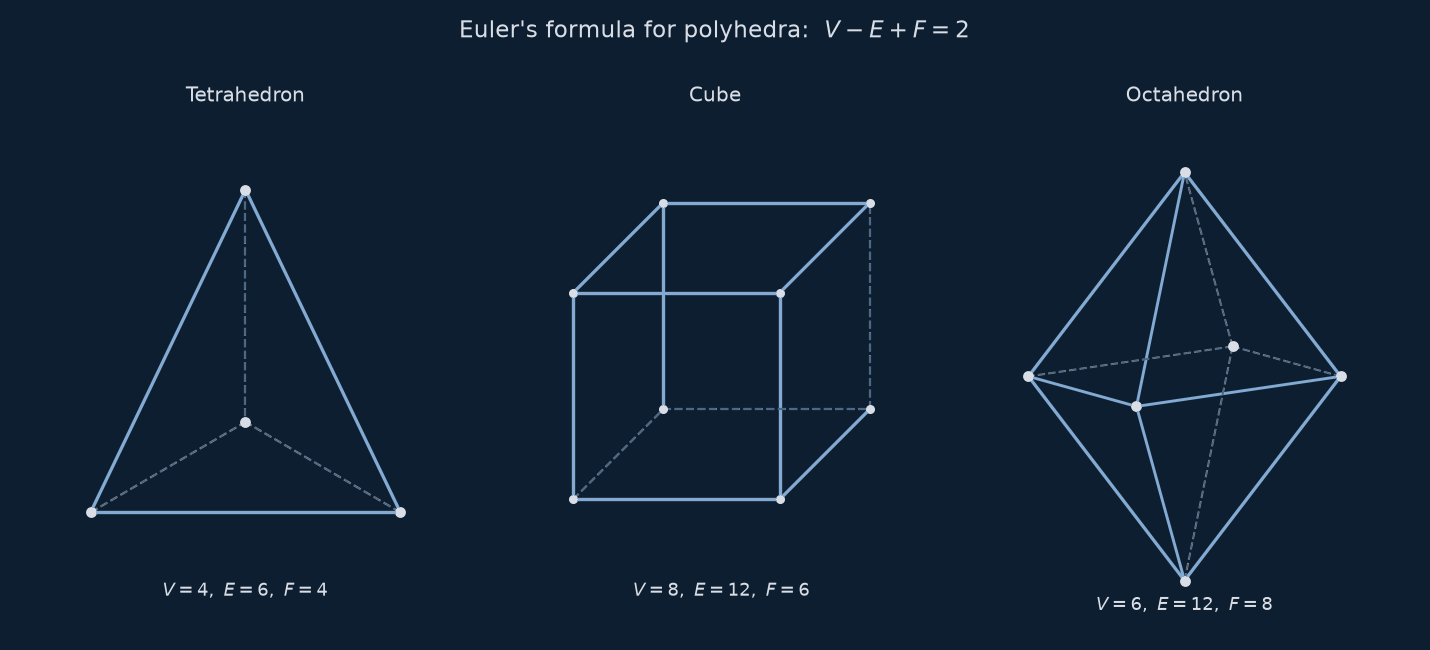 Euler's formula for polyhedra: V − E + F = 2
Tetrahedron
Cube
Octahedron
V = 4, E = 6, F = 4
V = 8, E = 12, F = 6
V = 6, E = 12, F = 8